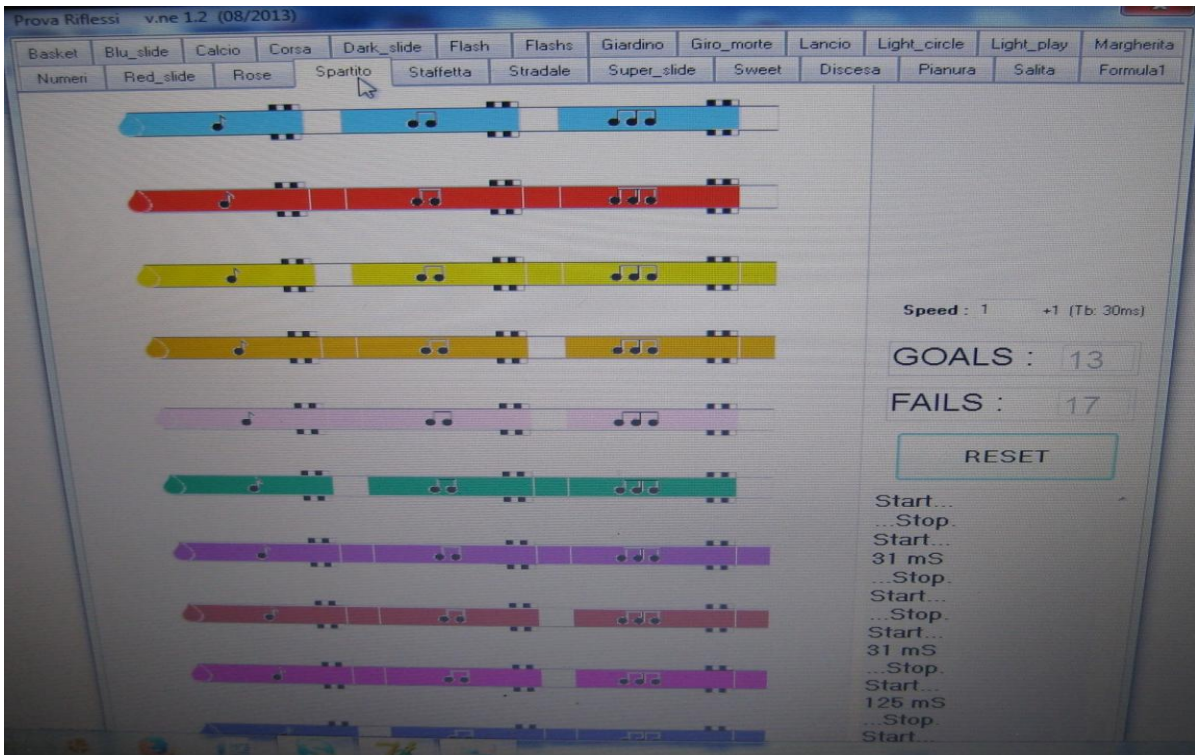 Prova Riflessi v.ne 1.2 (08/2013)
Basket Blu_slide Calcio Corsa Dark_slide Flash Flashs Giardino Giro_morte Lancio Light_circle Light_play Margherita
Numeri Red_slide Rose Spartito Staffetta Stradale Super_slide Sweet Discesa Pianura Salita Formula1
Speed : 1 +1 (Tb: 30ms)
GOALS : 13
FAILS : 17
RESET
Start...
...Stop.
Start...
31 mS
...Stop.
Start...
...Stop.
Start...
31 mS
...Stop.
Start...
125 mS
...Stop.
Start...